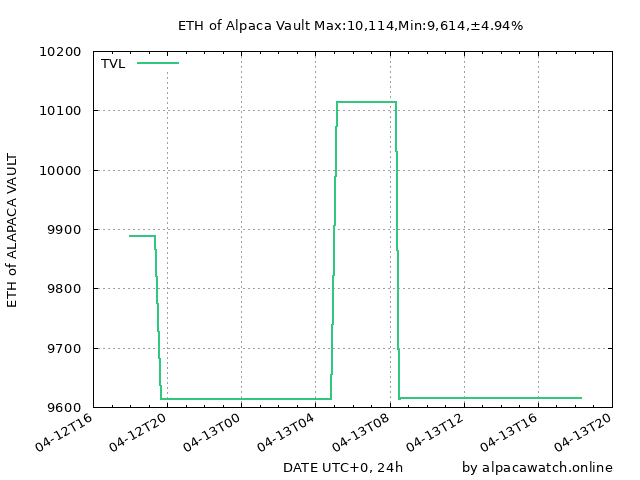 ETH of Alpaca Vault Max:10,114,Min:9,614,±4.94%
TVL
10200
10100
10000
9900
9800
9700
9600
ETH of ALAPACA VAULT
04-12T16
04-12T20
04-13T00
04-13T04
04-13T08
04-13T12
04-13T16
04-13T20
DATE UTC+0, 24h
by alpacawatch.online